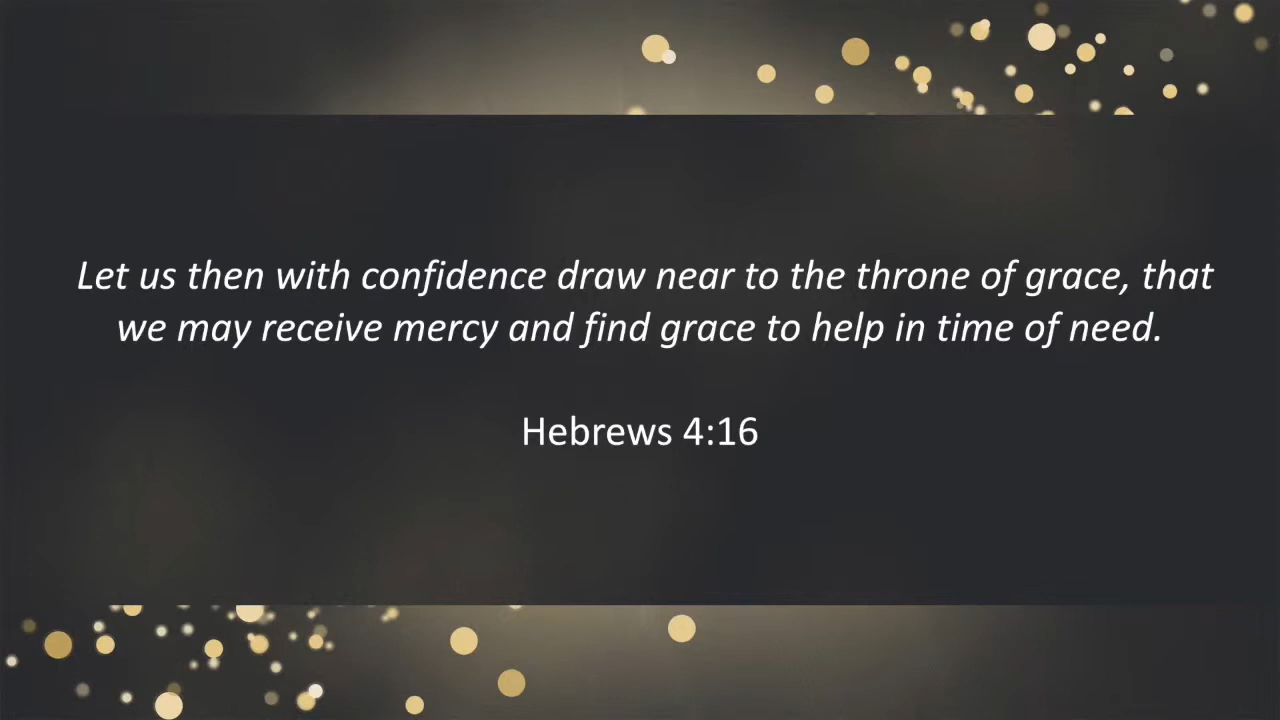 Let us then with confidence draw near to the throne of grace, that
we may receive mercy and find grace to help in time of need.
Hebrews 4:16